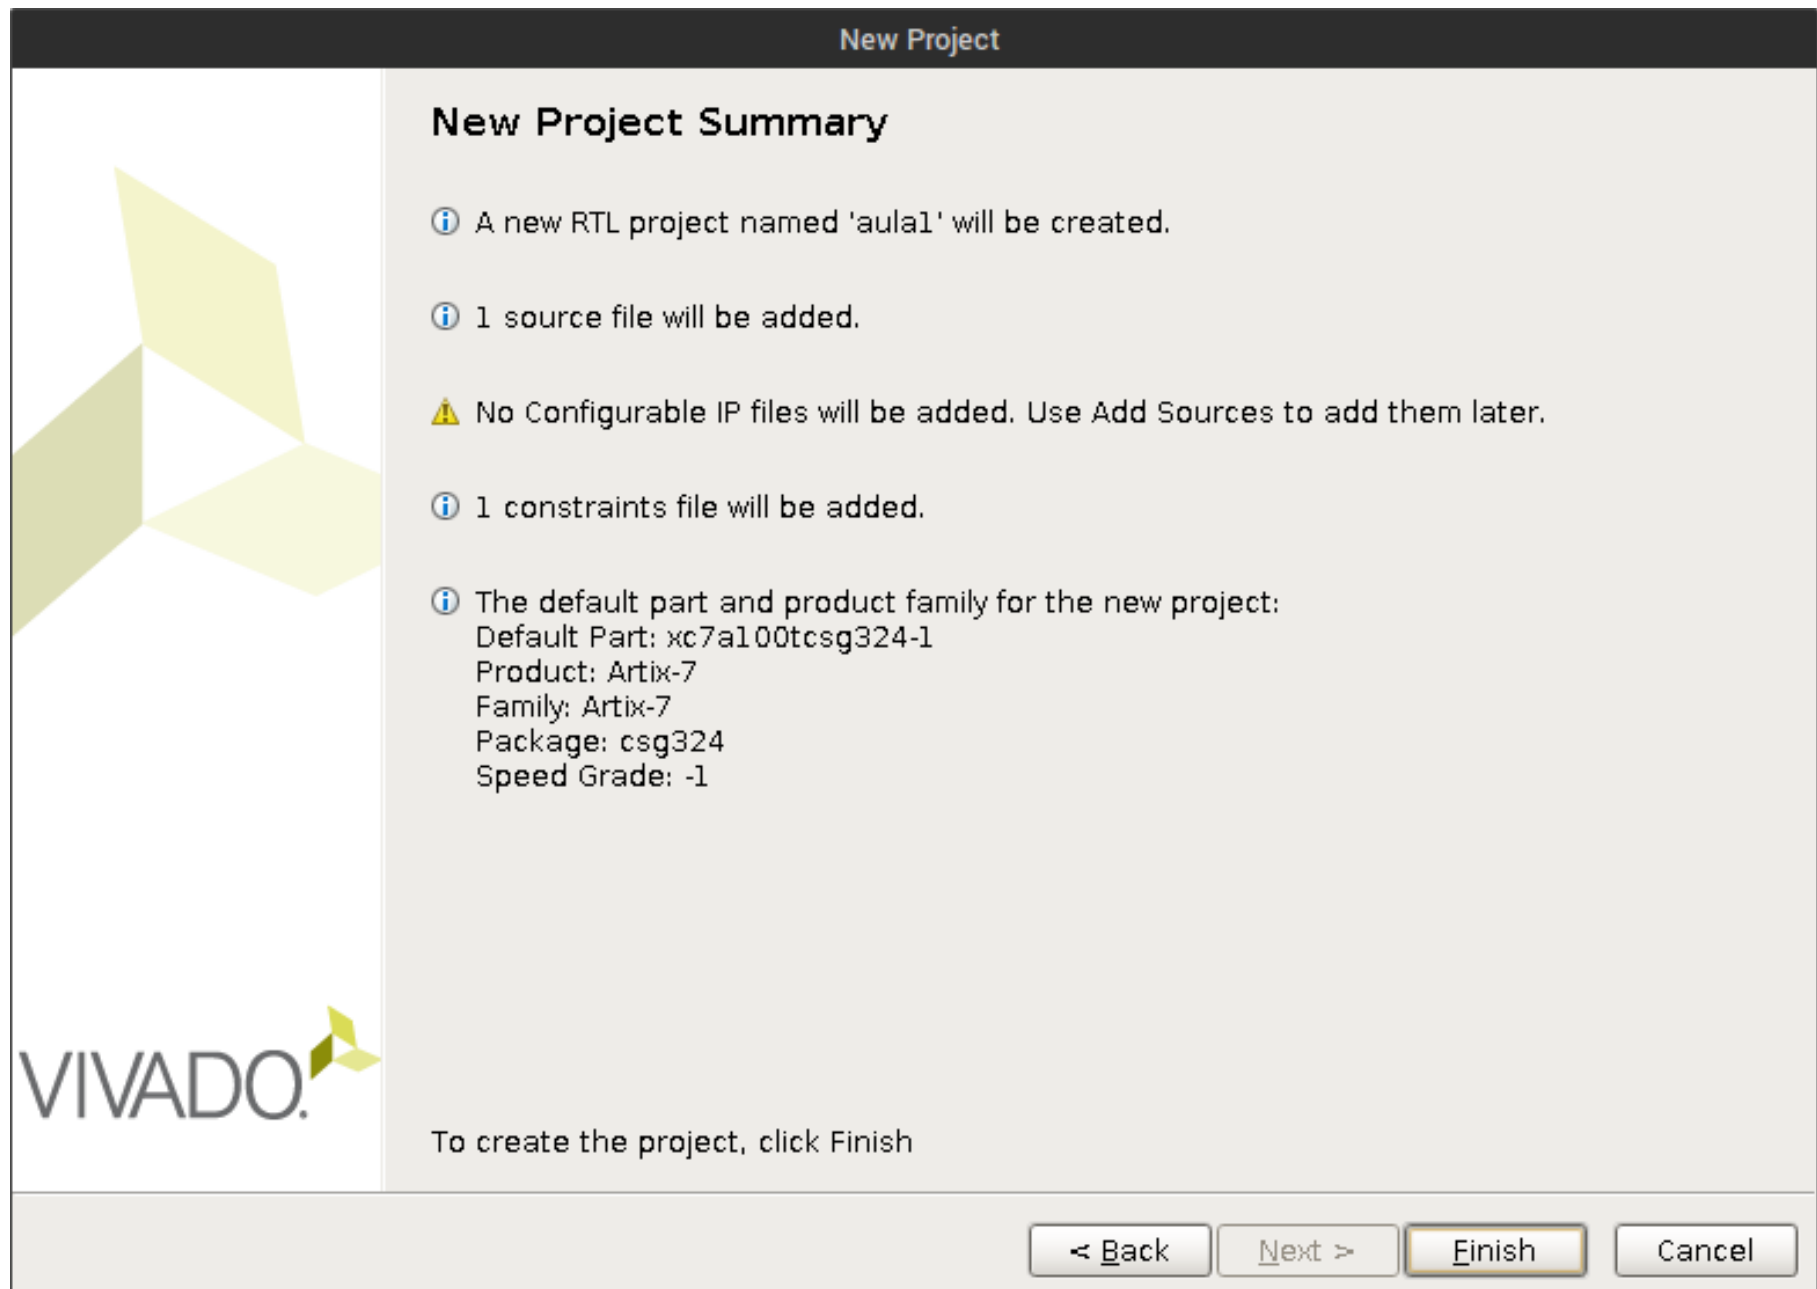 New Project
New Project Summary
A new RTL project named 'aula1' will be created.
1 source file will be added.
No Configurable IP files will be added. Use Add Sources to add them later.
1 constraints file will be added.
The default part and product family for the new project:
Default Part: xc7a100tcsg324-1
Product: Artix-7
Family: Artix-7
Package: csg324
Speed Grade: -1
VIVADO.
To create the project, click Finish
< Back
Next >
Finish
Cancel